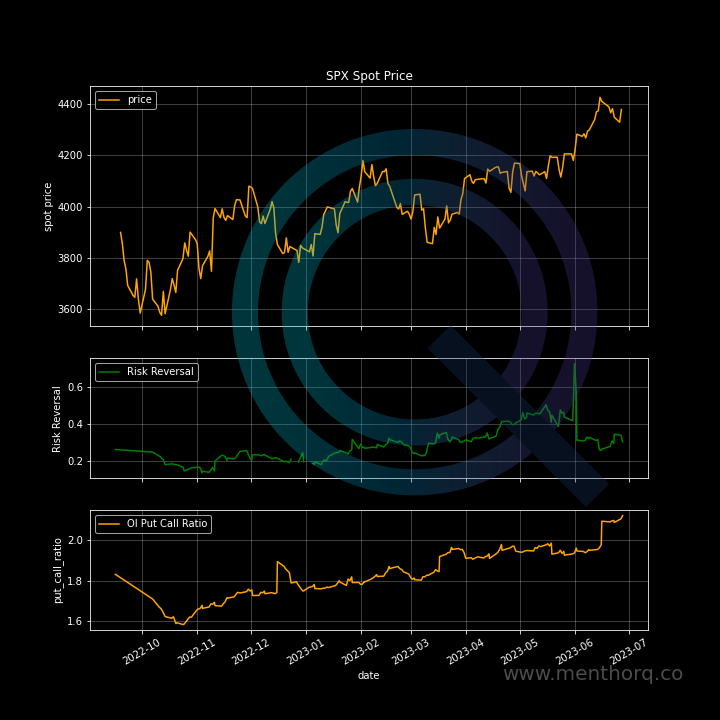 SPX Spot Price
price
4400
4200
4000
3800
3600
spot price
Risk Reversal
0.6
0.4
0.2
Risk Reversal
OI Put Call Ratio
2.0
1.8
1.6
put_call_ratio
2022-10 2022-11 2022-12 2023-01 2023-02 2023-03 2023-04 2023-05 2023-06 2023-07
date
www.menthorq.co